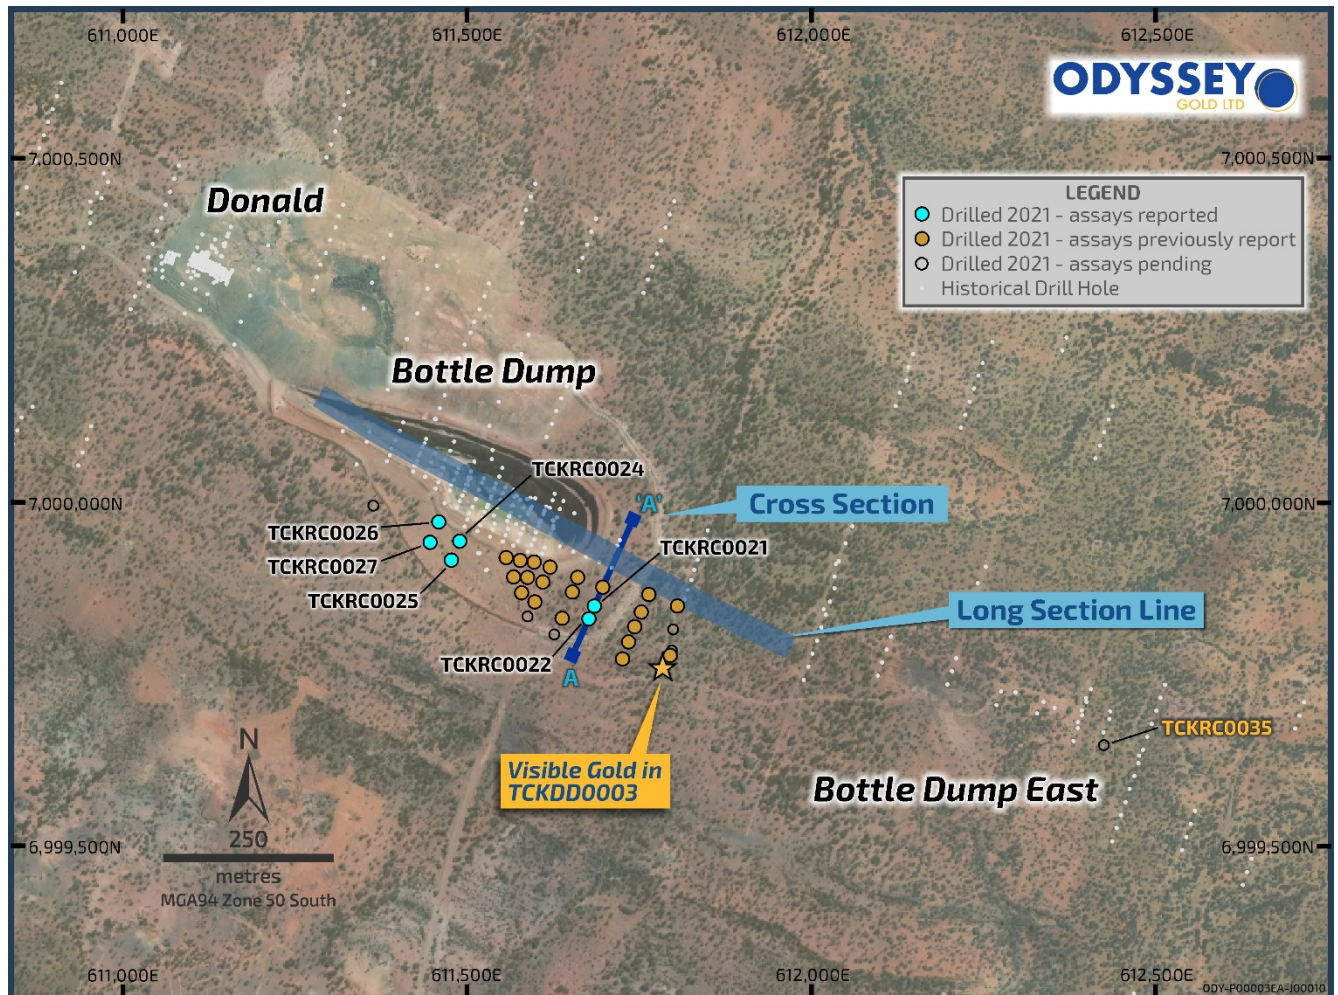 611,000E
611,500E
612,000E
612,500E
ODYSSEY
GOLD LTD
7,000,500N
7,000,500N
LEGEND
Drilled 2021 - assays reported
Drilled 2021 - assays previously report
Drilled 2021 - assays pending
Historical Drill Hole
Donald
Bottle Dump
TCKRC0024
7,000,000N
7,000,000N
'A'
Cross Section
TCKRC0026
TCKRC0027
TCKRC0021
TCKRC0025
Long Section Line
TCKRC0022
A
TCKRC0035
N
Visible Gold in
TCKDD0003
Bottle Dump East
250
metres
MGA94 Zone 50 South
6,999,500N
6,999,500N
611,000E
611,500E
612,000E
612,500E
ODY-P00003EA-J00010